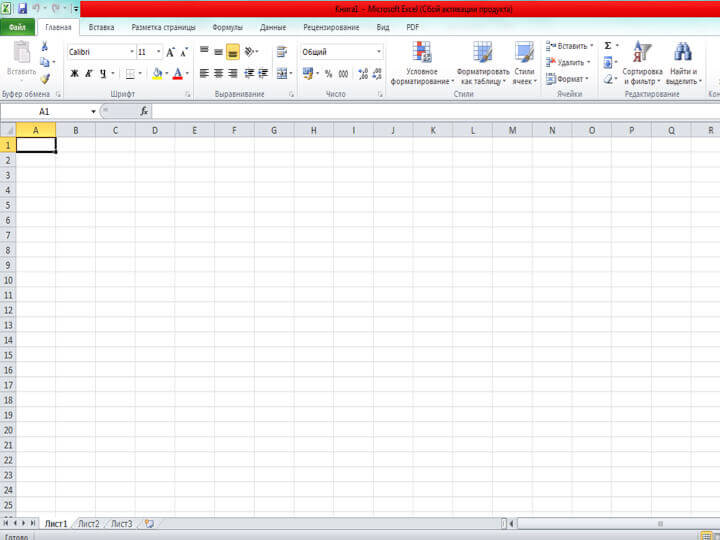 Книга1 - Microsoft Excel (Сбой активации продукта)
Файл Главная Вставка Разметка страницы Формулы Данные Рецензирование Вид PDF
Вставить
Calibri 11
Ж К Ч
Общий
% 000
Условное форматирование
Форматировать как таблицу
Стили ячеек
Вставить
Удалить
Формат
Σ
Сортировка и фильтр
Найти и выделить
Буфер обмена Шрифт Выравнивание Число Стили Ячейки Редактирование
A1 fx
A B C D E F G H I J K L M N O P Q R
1
2
3
4
5
6
7
8
9
10
11
12
13
14
15
16
17
18
19
20
21
22
23
24
25
Лист1 Лист2 Лист3
Готово